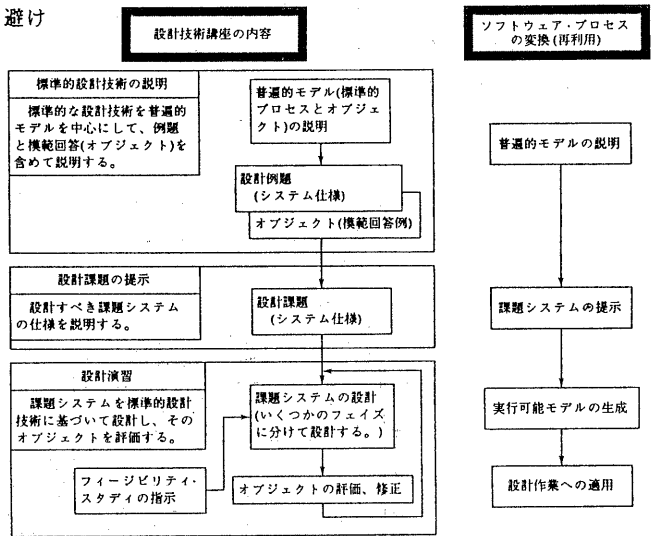 避け
設計技術講座の内容
ソフトウェア・プロセス
の変換(再利用)
標準的設計技術の説明
標準的な設計技術を普遍的
モデルを中心にして、例題
と模範回答(オブジェクト)を
含めて説明する。
普遍的モデル(標準的
プロセスとオブジェ
クト)の説明
設計例題
(システム仕様)
オブジェクト(模範回答例)
設計課題の提示
設計すべき課題システム
の仕様を説明する。
設計課題
(システム仕様)
設計演習
課題システムを標準的設計
技術に基づいて設計し、その
オブジェクトを評価する。
課題システムの設計
(いくつかのフェイズ
に分けて設計する。)
フィージビリティ・
スタディの指示
オブジェクトの評価、修正
普遍的モデルの説明
課題システムの提示
実行可能モデルの生成
設計作業への適用